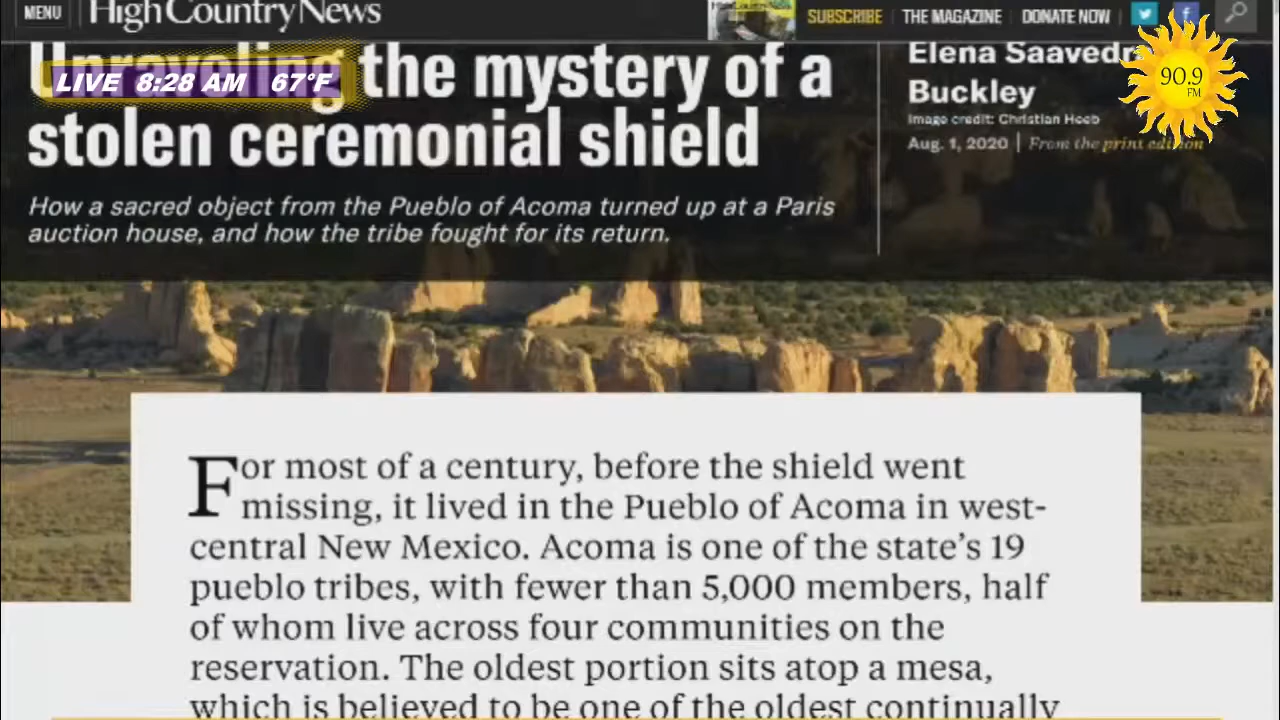 MENU
High Country News
SUBSCRIBE
THE MAGAZINE
DONATE NOW
Unraveling the mystery of a
stolen ceremonial shield
LIVE 8:28 AM 67°F
How a sacred object from the Pueblo of Acoma turned up at a Paris
auction house, and how the tribe fought for its return.
Elena Saavedr
Buckley
Image credit: Christian Heeb
Aug. 1, 2020 | From the print edition
90.9
FM
For most of a century, before the shield went
missing, it lived in the Pueblo of Acoma in west-
central New Mexico. Acoma is one of the state's 19
pueblo tribes, with fewer than 5,000 members, half
of whom live across four communities on the
reservation. The oldest portion sits atop a mesa,
which is believed to be one of the oldest continually